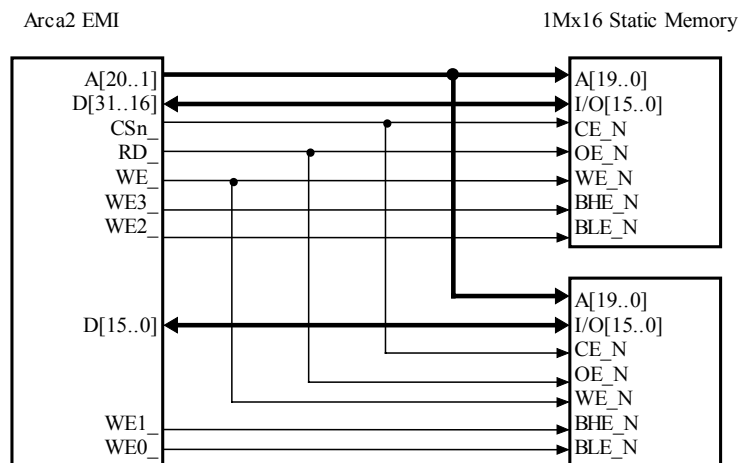 Arca2 EMI
1Mx16 Static Memory
A[20..1]
D[31..16]
CSn_
RD_
WE_
WE3_
WE2_
A[19..0]
I/O[15..0]
CE_N
OE_N
WE_N
BHE_N
BLE_N
D[15..0]
WE1_
WE0_
A[19..0]
I/O[15..0]
CE_N
OE_N
WE_N
BHE_N
BLE_N